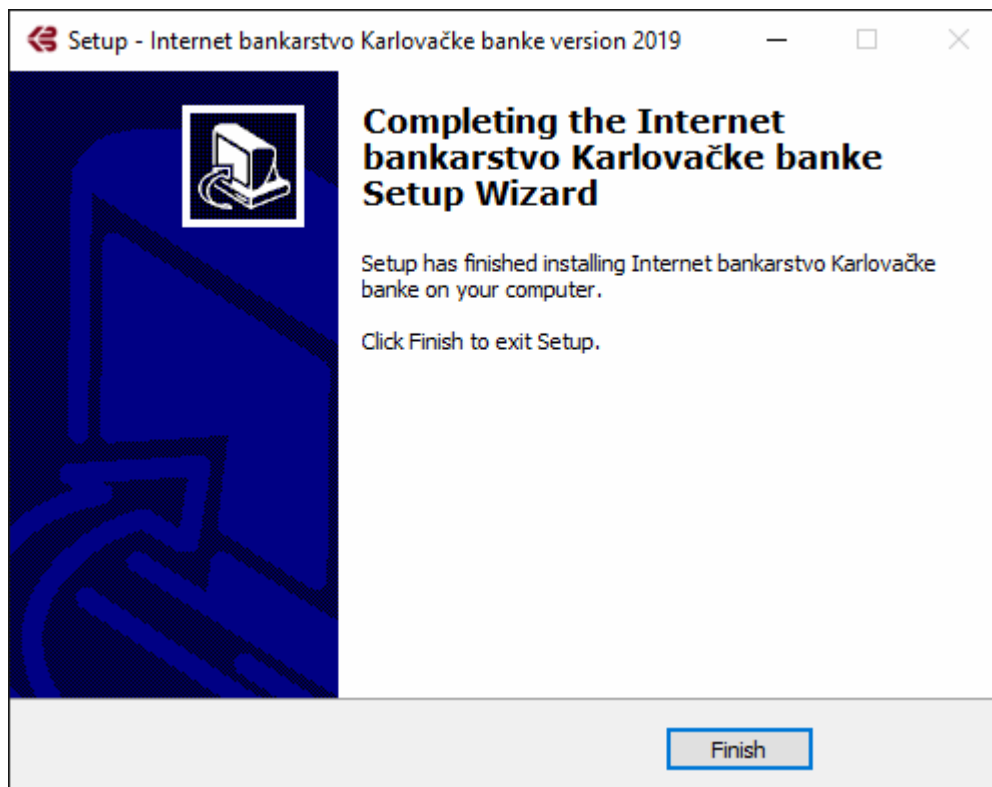 Setup - Internet bankarstvo Karlovačke banke version 2019
Completing the Internet
bankarstvo Karlovačke banke
Setup Wizard
Setup has finished installing Internet bankarstvo Karlovačke
banke on your computer.
Click Finish to exit Setup.
Finish